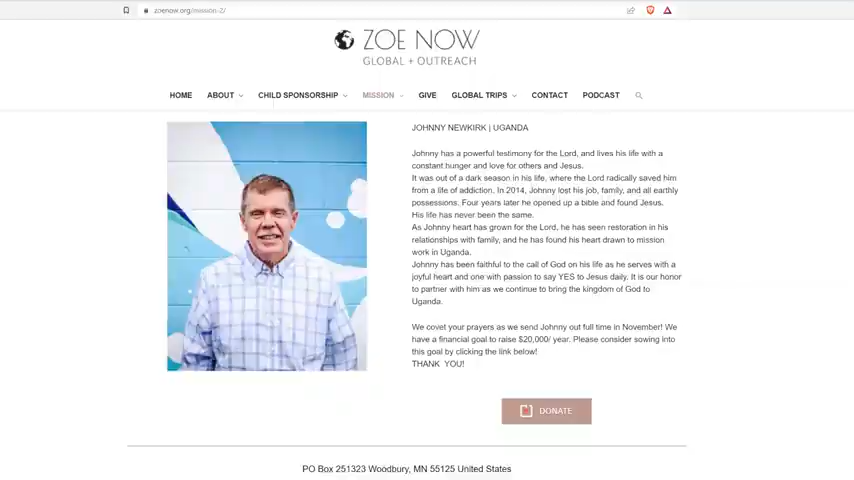 zoenow.org/mission-2/
ZOE NOW
GLOBAL + OUTREACH
HOME ABOUT CHILD SPONSORSHIP MISSION GIVE GLOBAL TRIPS CONTACT PODCAST
JOHNNY NEWKIRK | UGANDA
Johnny has a powerful testimony for the Lord, and lives his life with a
constant hunger and love for others and Jesus.
It was out of a dark season in his life, where the Lord radically saved him
from a life of addiction. In 2014, Johnny lost his job, family, and all earthly
possessions. Four years later he opened up a bible and found Jesus.
His life has never been the same.
As Johnny heart has grown for the Lord, he has seen restoration in his
relationships with family, and he has found his heart drawn to mission
work in Uganda.
Johnny has been faithful to the call of God on his life as he serves with a
joyful heart and one with passion to say YES to Jesus daily. It is our honor
to partner with him as we continue to bring the kingdom of God to
Uganda.
We covet your prayers as we send Johnny out full time in November! We
have a financial goal to raise $20,000/ year. Please consider sowing into
this goal by clicking the link below!
THANK YOU!
DONATE
PO Box 251323 Woodbury, MN 55125 United States